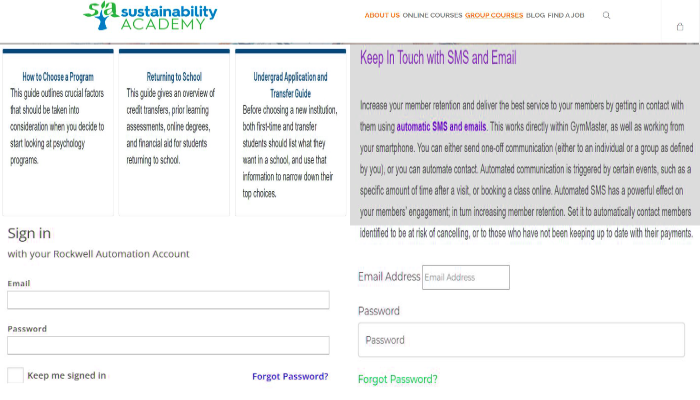 sa sustainability
ACADEMY
ABOUT US ONLINE COURSES GROUP COURSES BLOG FIND A JOB
How to Choose a Program
This guide outlines crucial factors
that should be taken into
consideration when you decide to
start looking at psychology
programs.
Returning to School
This guide gives an overview of
credit transfers, prior learning
assessments, online degrees,
and financial aid for students
returning to school.
Undergrad Application and
Transfer Guide
Before choosing a new institution,
both first-time and transfer
students should list what they
want in a school, and use that
information to narrow down their
top choices.
Keep In Touch with SMS and Email
Increase your member retention and deliver the best service to your members by getting in contact with
them using automatic SMS and emails. This works directly within GymMaster, as well as working from
your smartphone. You can either send one-off communication (either to an individual or a group as defined
by you), or you can automate contact. Automated communication is triggered by certain events, such as a
specific amount of time after a visit, or booking a class online. Automated SMS has a powerful effect on
your members' engagement; in turn increasing member retention. Set it to automatically contact members
identified to be at risk of cancelling, or to those who have not been keeping up to date with their payments.
Sign in
with your Rockwell Automation Account
Email
Password
Keep me signed in
Forgot Password?
Email Address Email Address
Password
Password
Forgot Password?